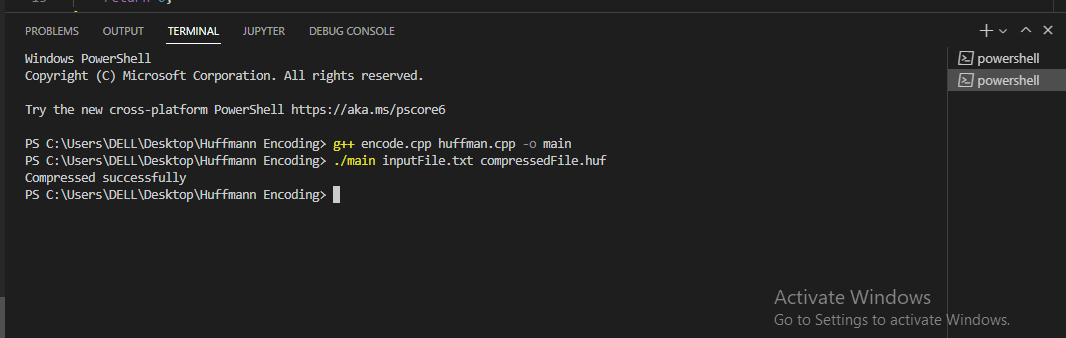 PROBLEMS OUTPUT TERMINAL JUPYTER DEBUG CONSOLE
Windows PowerShell
Copyright (C) Microsoft Corporation. All rights reserved.
Try the new cross-platform PowerShell https://aka.ms/pscore6
PS C:\Users\DELL\Desktop\Huffmann Encoding> g++ encode.cpp huffman.cpp -o main
PS C:\Users\DELL\Desktop\Huffmann Encoding> ./main inputFile.txt compressedFile.huf
Compressed successfully
PS C:\Users\DELL\Desktop\Huffmann Encoding>
powershell
powershell
Activate Windows
Go to Settings to activate Windows.